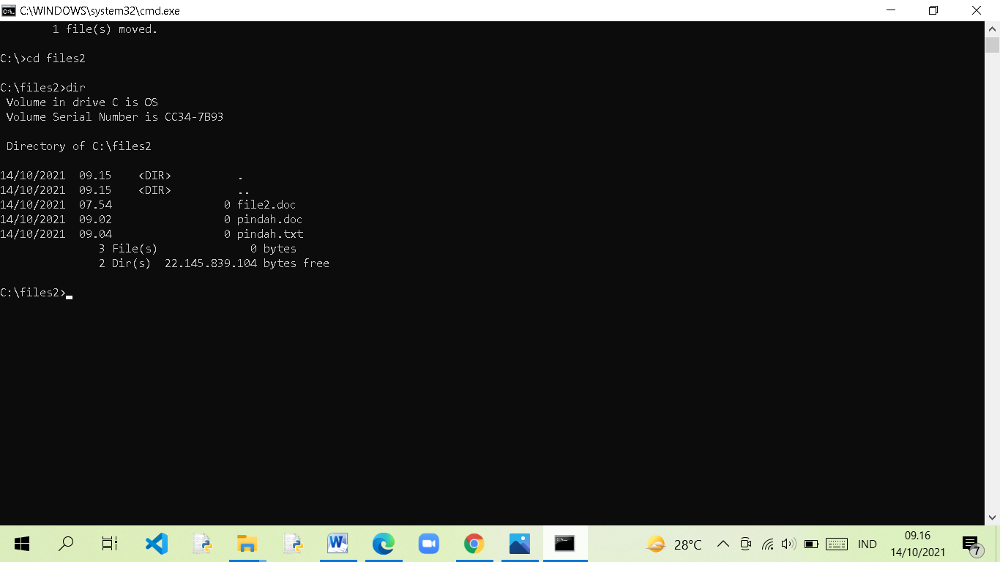 C:\WINDOWS\system32\cmd.exe
1 file(s) moved.
C:\>cd files2
C:\files2>dir
Volume in drive C is OS
Volume Serial Number is CC34-7B93
Directory of C:\files2
14/10/2021  09.15    <DIR>          .
14/10/2021  09.15    <DIR>          ..
14/10/2021  07.54                 0 file2.doc
14/10/2021  09.02                 0 pindah.doc
14/10/2021  09.04                 0 pindah.txt
3 File(s)              0 bytes
2 Dir(s)  22.145.839.104 bytes free
C:\files2>
28°C IND 09.16
14/10/2021
7